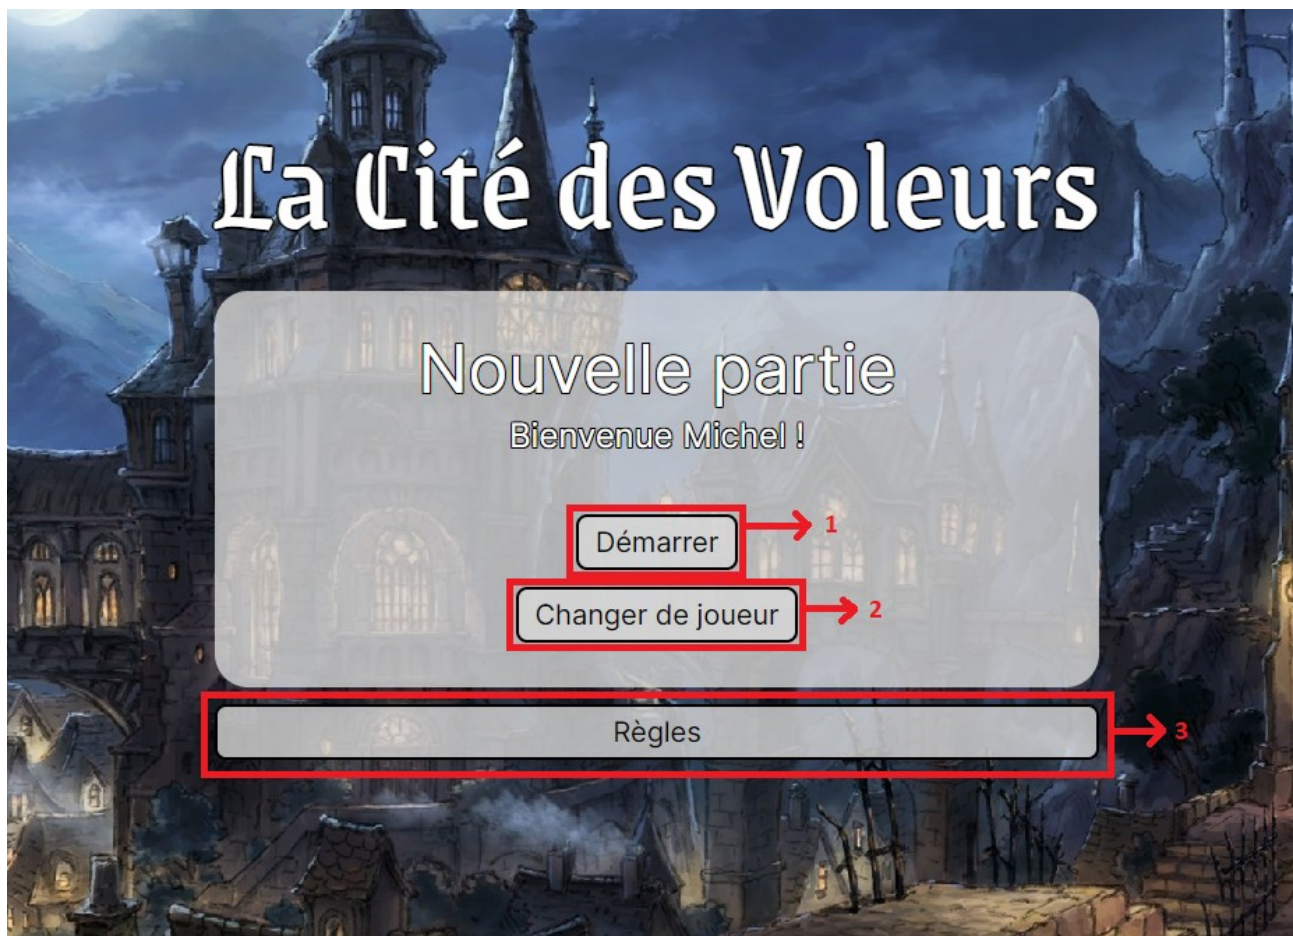 La Cité des Voleurs
Nouvelle partie
Bienvenue Michel !
Démarrer
1
Changer de joueur
2
Règles
3